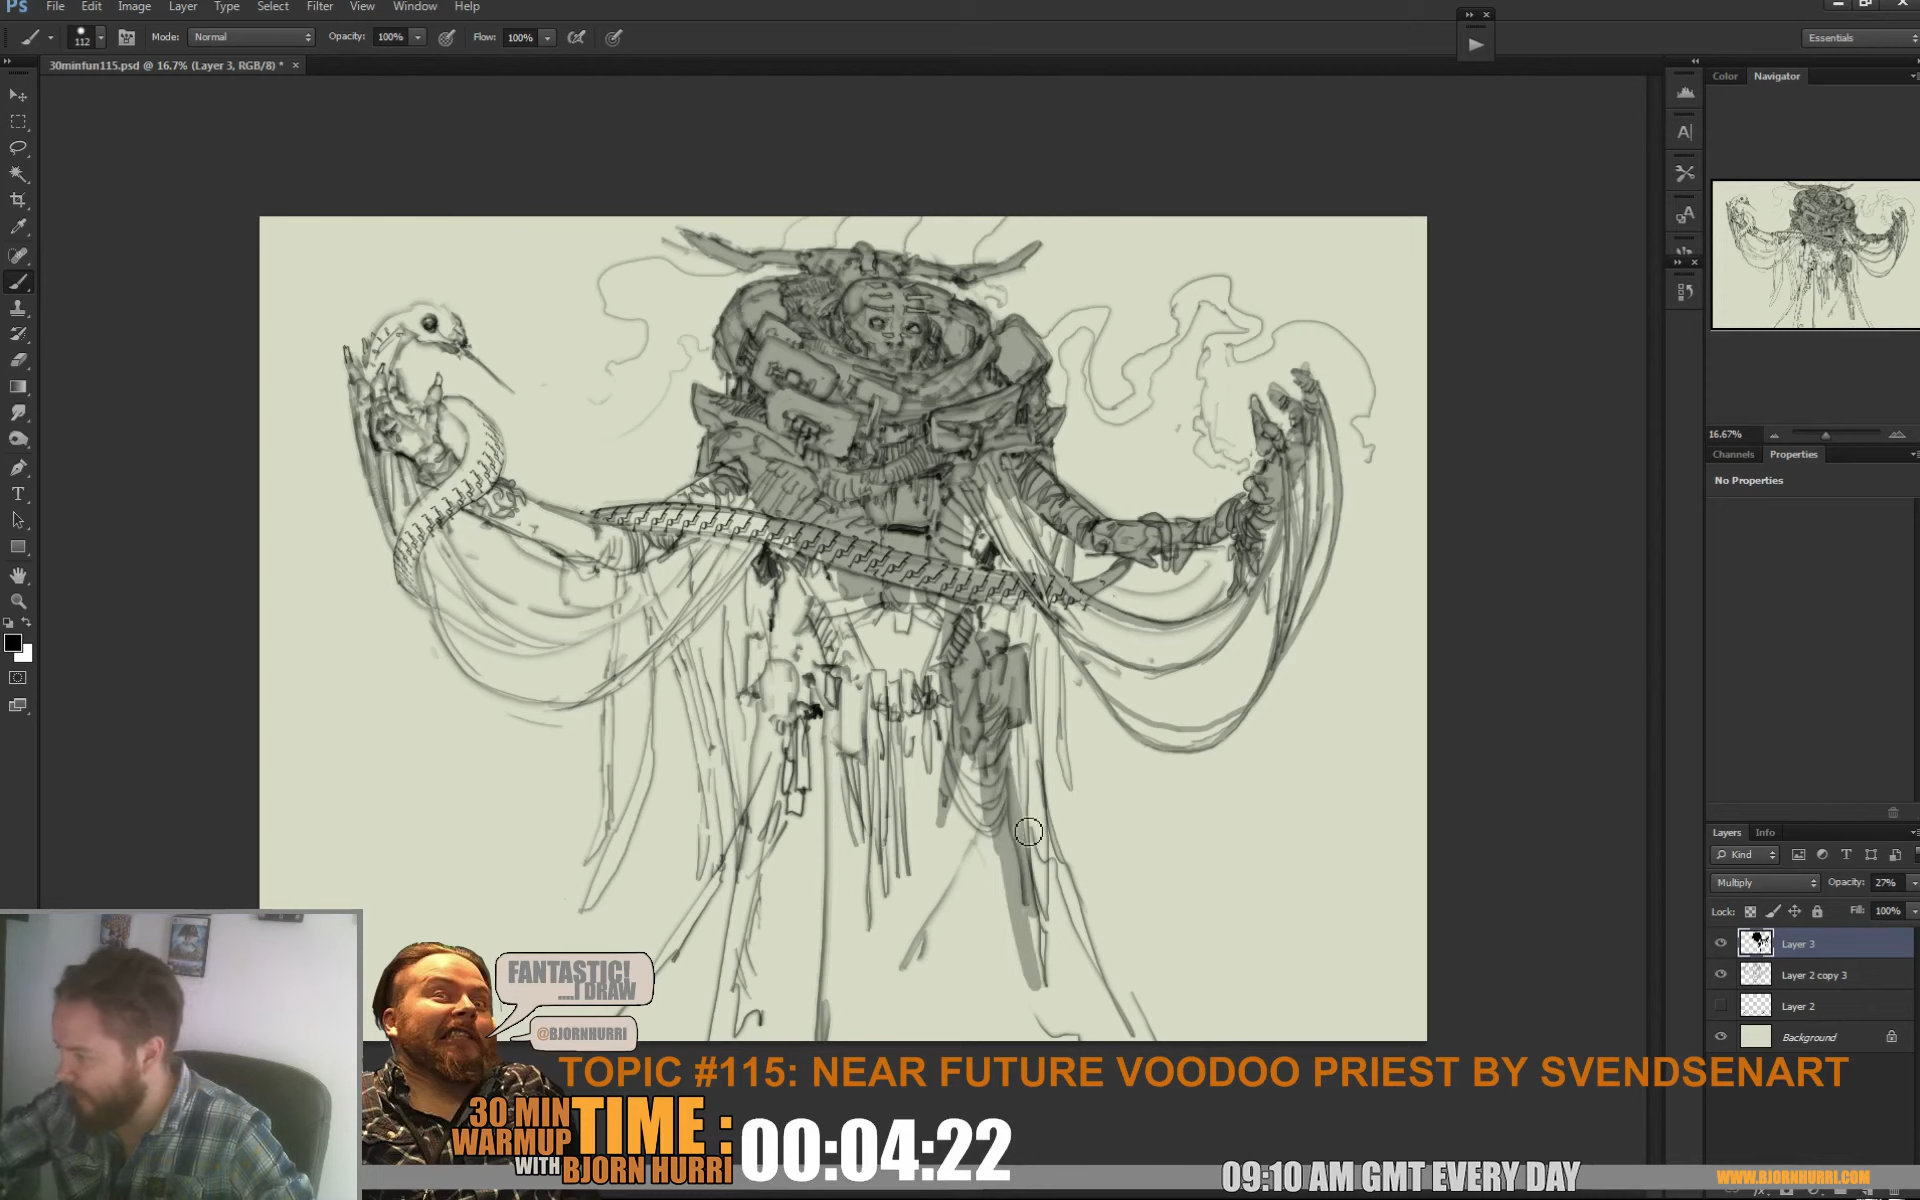 Ps File Edit Image Layer Type Select Filter View Window Help
112 Mode: Normal Opacity: 100% Flow: 100% Essentials
30minfun115.psd @ 16.7% (Layer 3, RGB/8) * ×
Color Navigator
16.67%
Channels Properties
No Properties
Layers Info
Kind
Multiply Opacity: 27%
Lock: Fill: 100%
Layer 3
Layer 2 copy 3
Layer 2
Background
FANTASTIC!
....I DRAW
@BJORNHURRI
TOPIC #115: NEAR FUTURE VOODOO PRIEST BY SVENDSENART
30 MIN
WARMUP
WITH BJORN HURRI
TIME : 00:04:22
09:10 AM GMT EVERY DAY
WWW.BJORNHURRI.COM